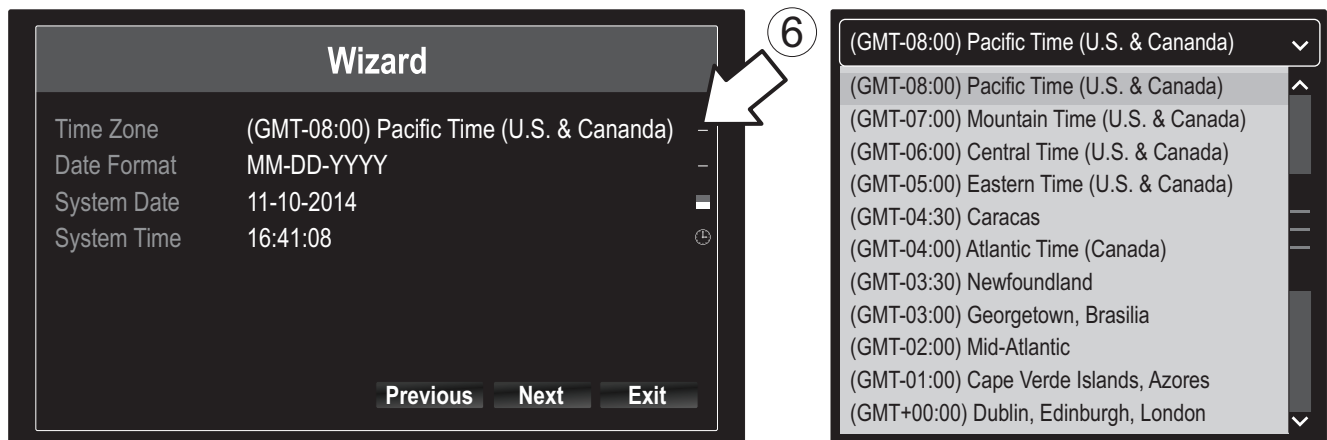 Wizard
Time Zone (GMT-08:00) Pacific Time (U.S. & Cananda)
Date Format MM-DD-YYYY
System Date 11-10-2014
System Time 16:41:08
Previous Next Exit
6
(GMT-08:00) Pacific Time (U.S. & Cananda)
(GMT-08:00) Pacific Time (U.S. & Canada)
(GMT-07:00) Mountain Time (U.S. & Canada)
(GMT-06:00) Central Time (U.S. & Canada)
(GMT-05:00) Eastern Time (U.S. & Canada)
(GMT-04:30) Caracas
(GMT-04:00) Atlantic Time (Canada)
(GMT-03:30) Newfoundland
(GMT-03:00) Georgetown, Brasilia
(GMT-02:00) Mid-Atlantic
(GMT-01:00) Cape Verde Islands, Azores
(GMT+00:00) Dublin, Edinburgh, London